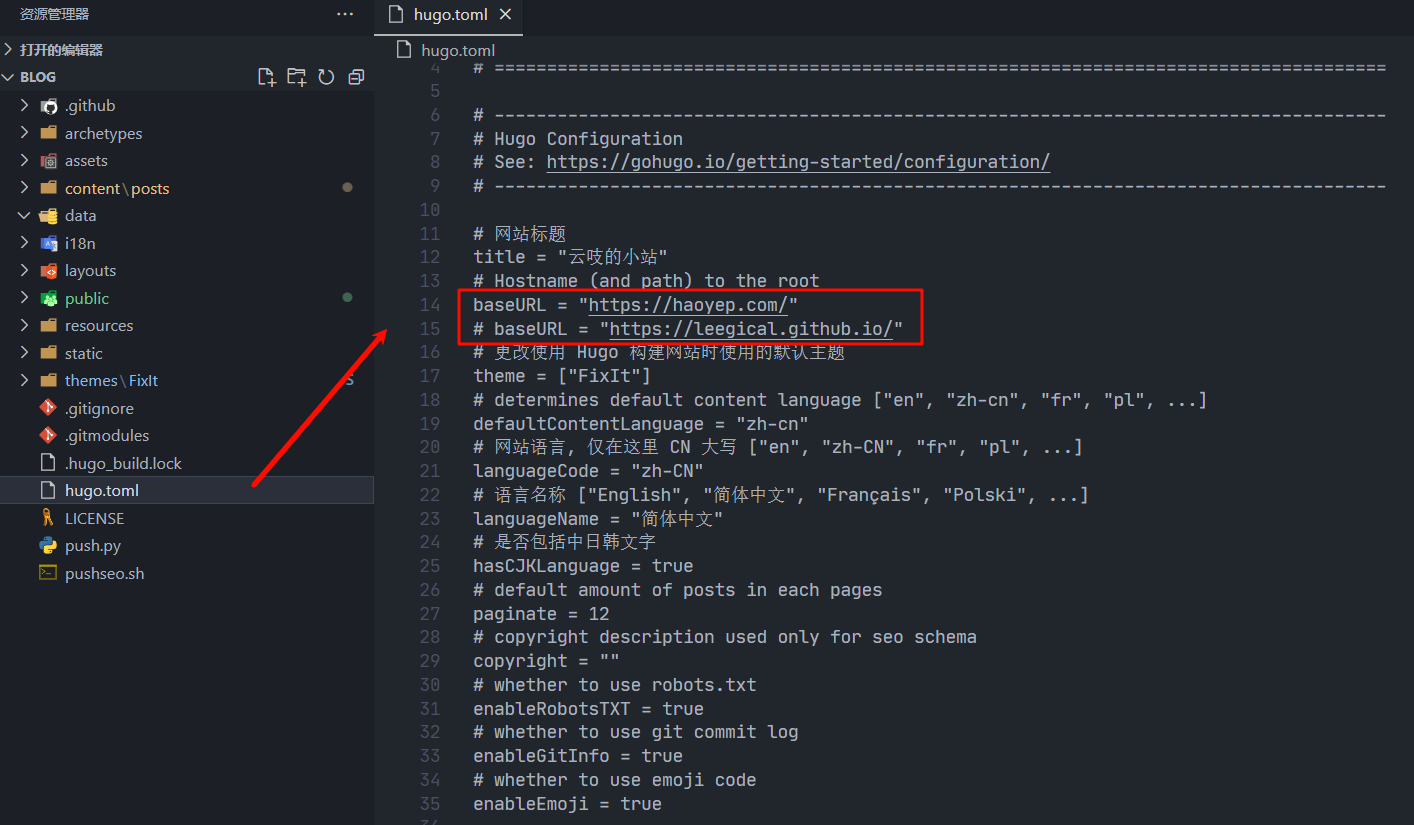 资源管理器
···
hugo.toml
打开的编辑器
BLOG
.github
archetypes
assets
content\posts
data
i18n
layouts
public
resources
static
themes\FixIt
S
.gitignore
.gitmodules
.hugo_build.lock
hugo.toml
LICENSE
push.py
pushseo.sh
hugo.toml
4 # =====================================================================================
5
6 # -------------------------------------------------------------------------------------
7 # Hugo Configuration
8 # See: https://gohugo.io/getting-started/configuration/
9 # -------------------------------------------------------------------------------------
10
11 # 网站标题
12 title = "云吱的小站"
13 # Hostname (and path) to the root
14 baseURL = "https://haoyep.com/"
15 # baseURL = "https://leegical.github.io/"
16 # 更改使用 Hugo 构建网站时使用的默认主题
17 theme = ["FixIt"]
18 # determines default content language ["en", "zh-cn", "fr", "pl", ...]
19 defaultContentLanguage = "zh-cn"
20 # 网站语言, 仅在这里 CN 大写 ["en", "zh-CN", "fr", "pl", ...]
21 languageCode = "zh-CN"
22 # 语言名称 ["English", "简体中文", "Français", "Polski", ...]
23 languageName = "简体中文"
24 # 是否包括中日韩文字
25 hasCJKLanguage = true
26 # default amount of posts in each pages
27 paginate = 12
28 # copyright description used only for seo schema
29 copyright = ""
30 # whether to use robots.txt
31 enableRobotsTXT = true
32 # whether to use git commit log
33 enableGitInfo = true
34 # whether to use emoji code
35 enableEmoji = true